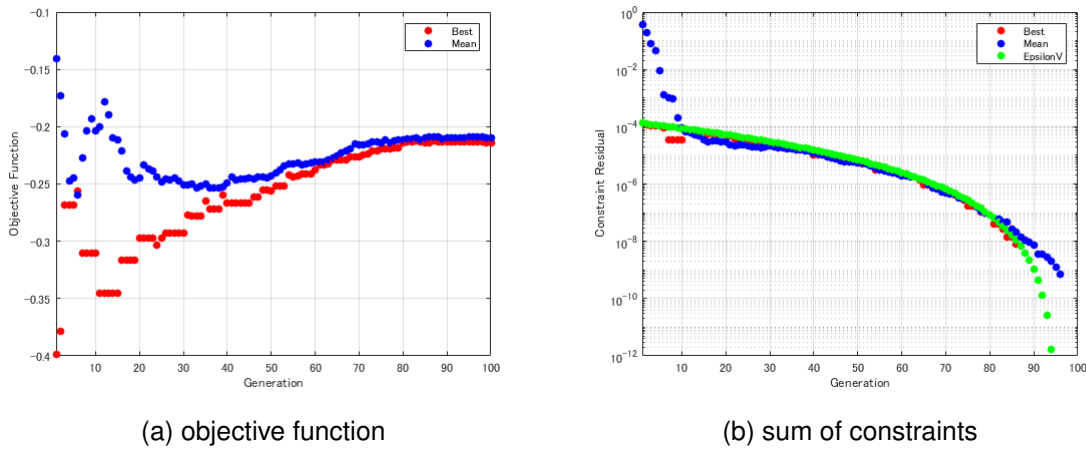 -0.1
-0.15
-0.2
-0.25
-0.3
-0.35
-0.4
Objective Function
10 20 30 40 50 60 70 80 90 100
Generation
Best
Mean
(a) objective function
10^0
10^-2
10^-4
10^-6
10^-8
10^-10
10^-12
Constraint Residual
10 20 30 40 50 60 70 80 90 100
Generation
Best
Mean
EpsilonV
(b) sum of constraints